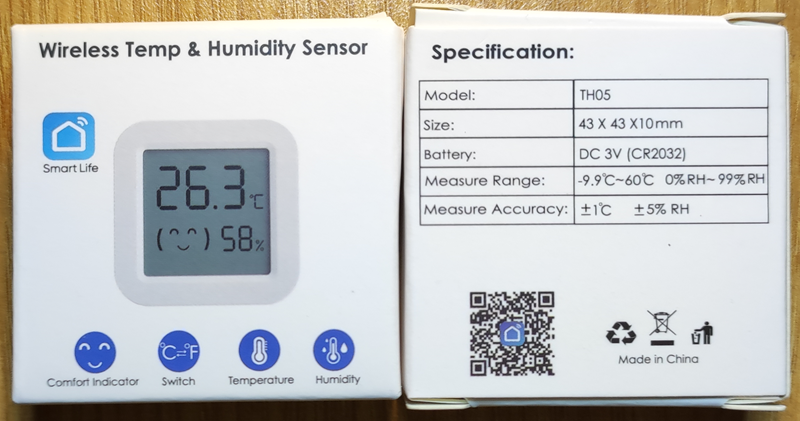 Wireless Temp & Humidity Sensor
Smart Life
26.3°C
(◠‿◠) 58%
Comfort Indicator
°C⇌°F
Switch
Temperature
Humidity
Specification:
Model: TH05
Size: 43 X 43 X10mm
Battery: DC 3V (CR2032)
Measure Range: -9.9℃~60℃ 0%RH~99%RH
Measure Accuracy: ±1℃ ±5% RH
Made in China